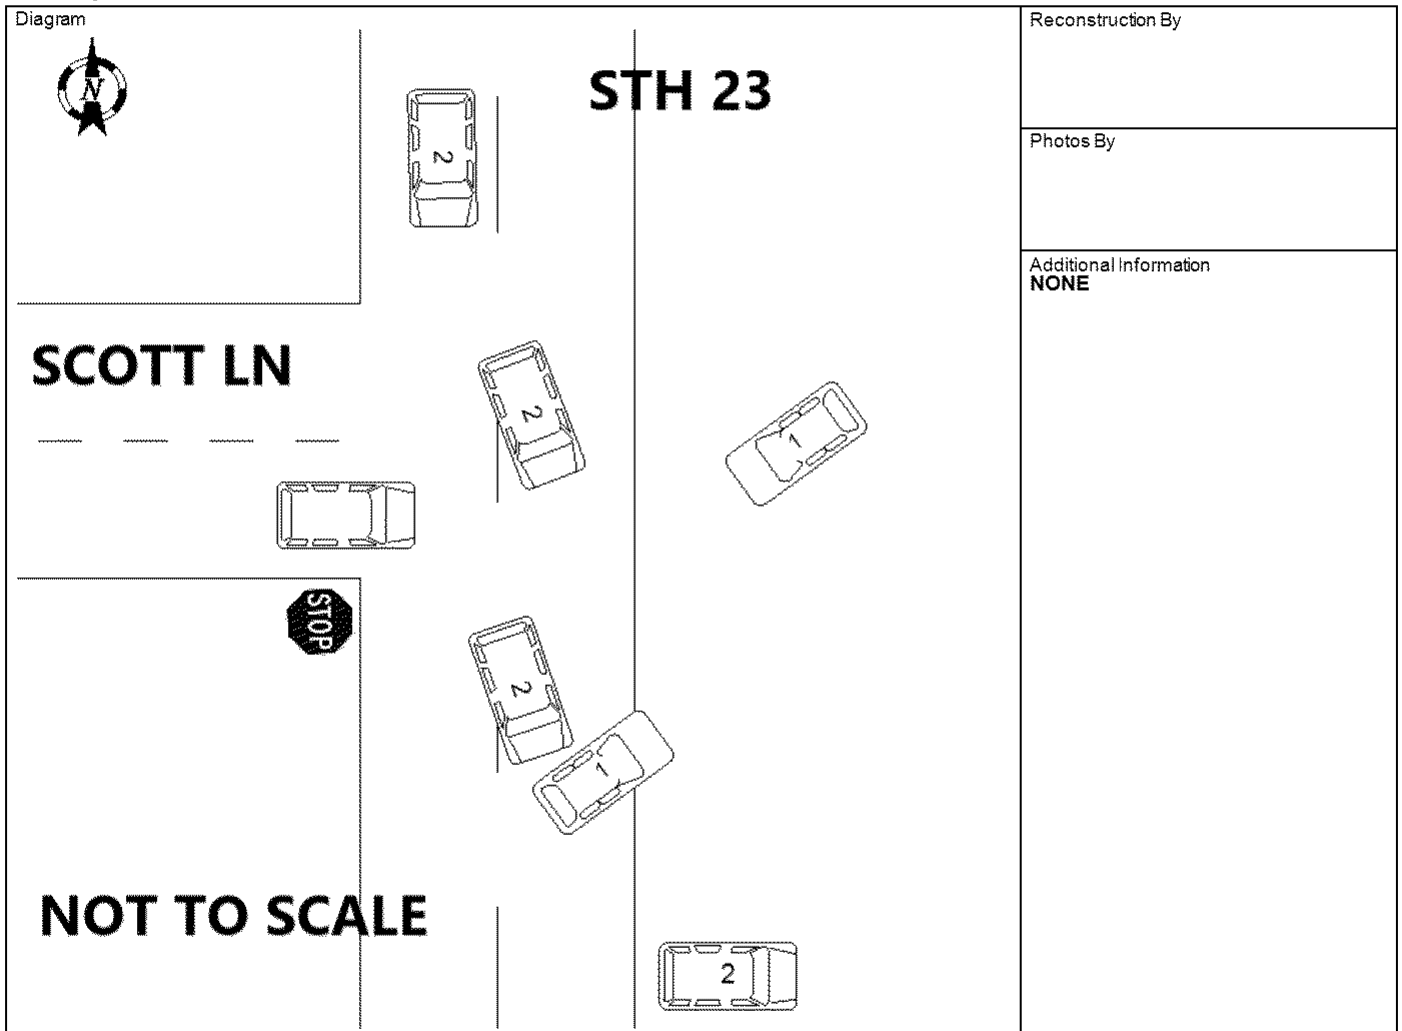 Diagram
N
STH 23
2
SCOTT LN
2
1
STOP
2
1
NOT TO SCALE
2
Reconstruction By
Photos By
Additional Information
NONE